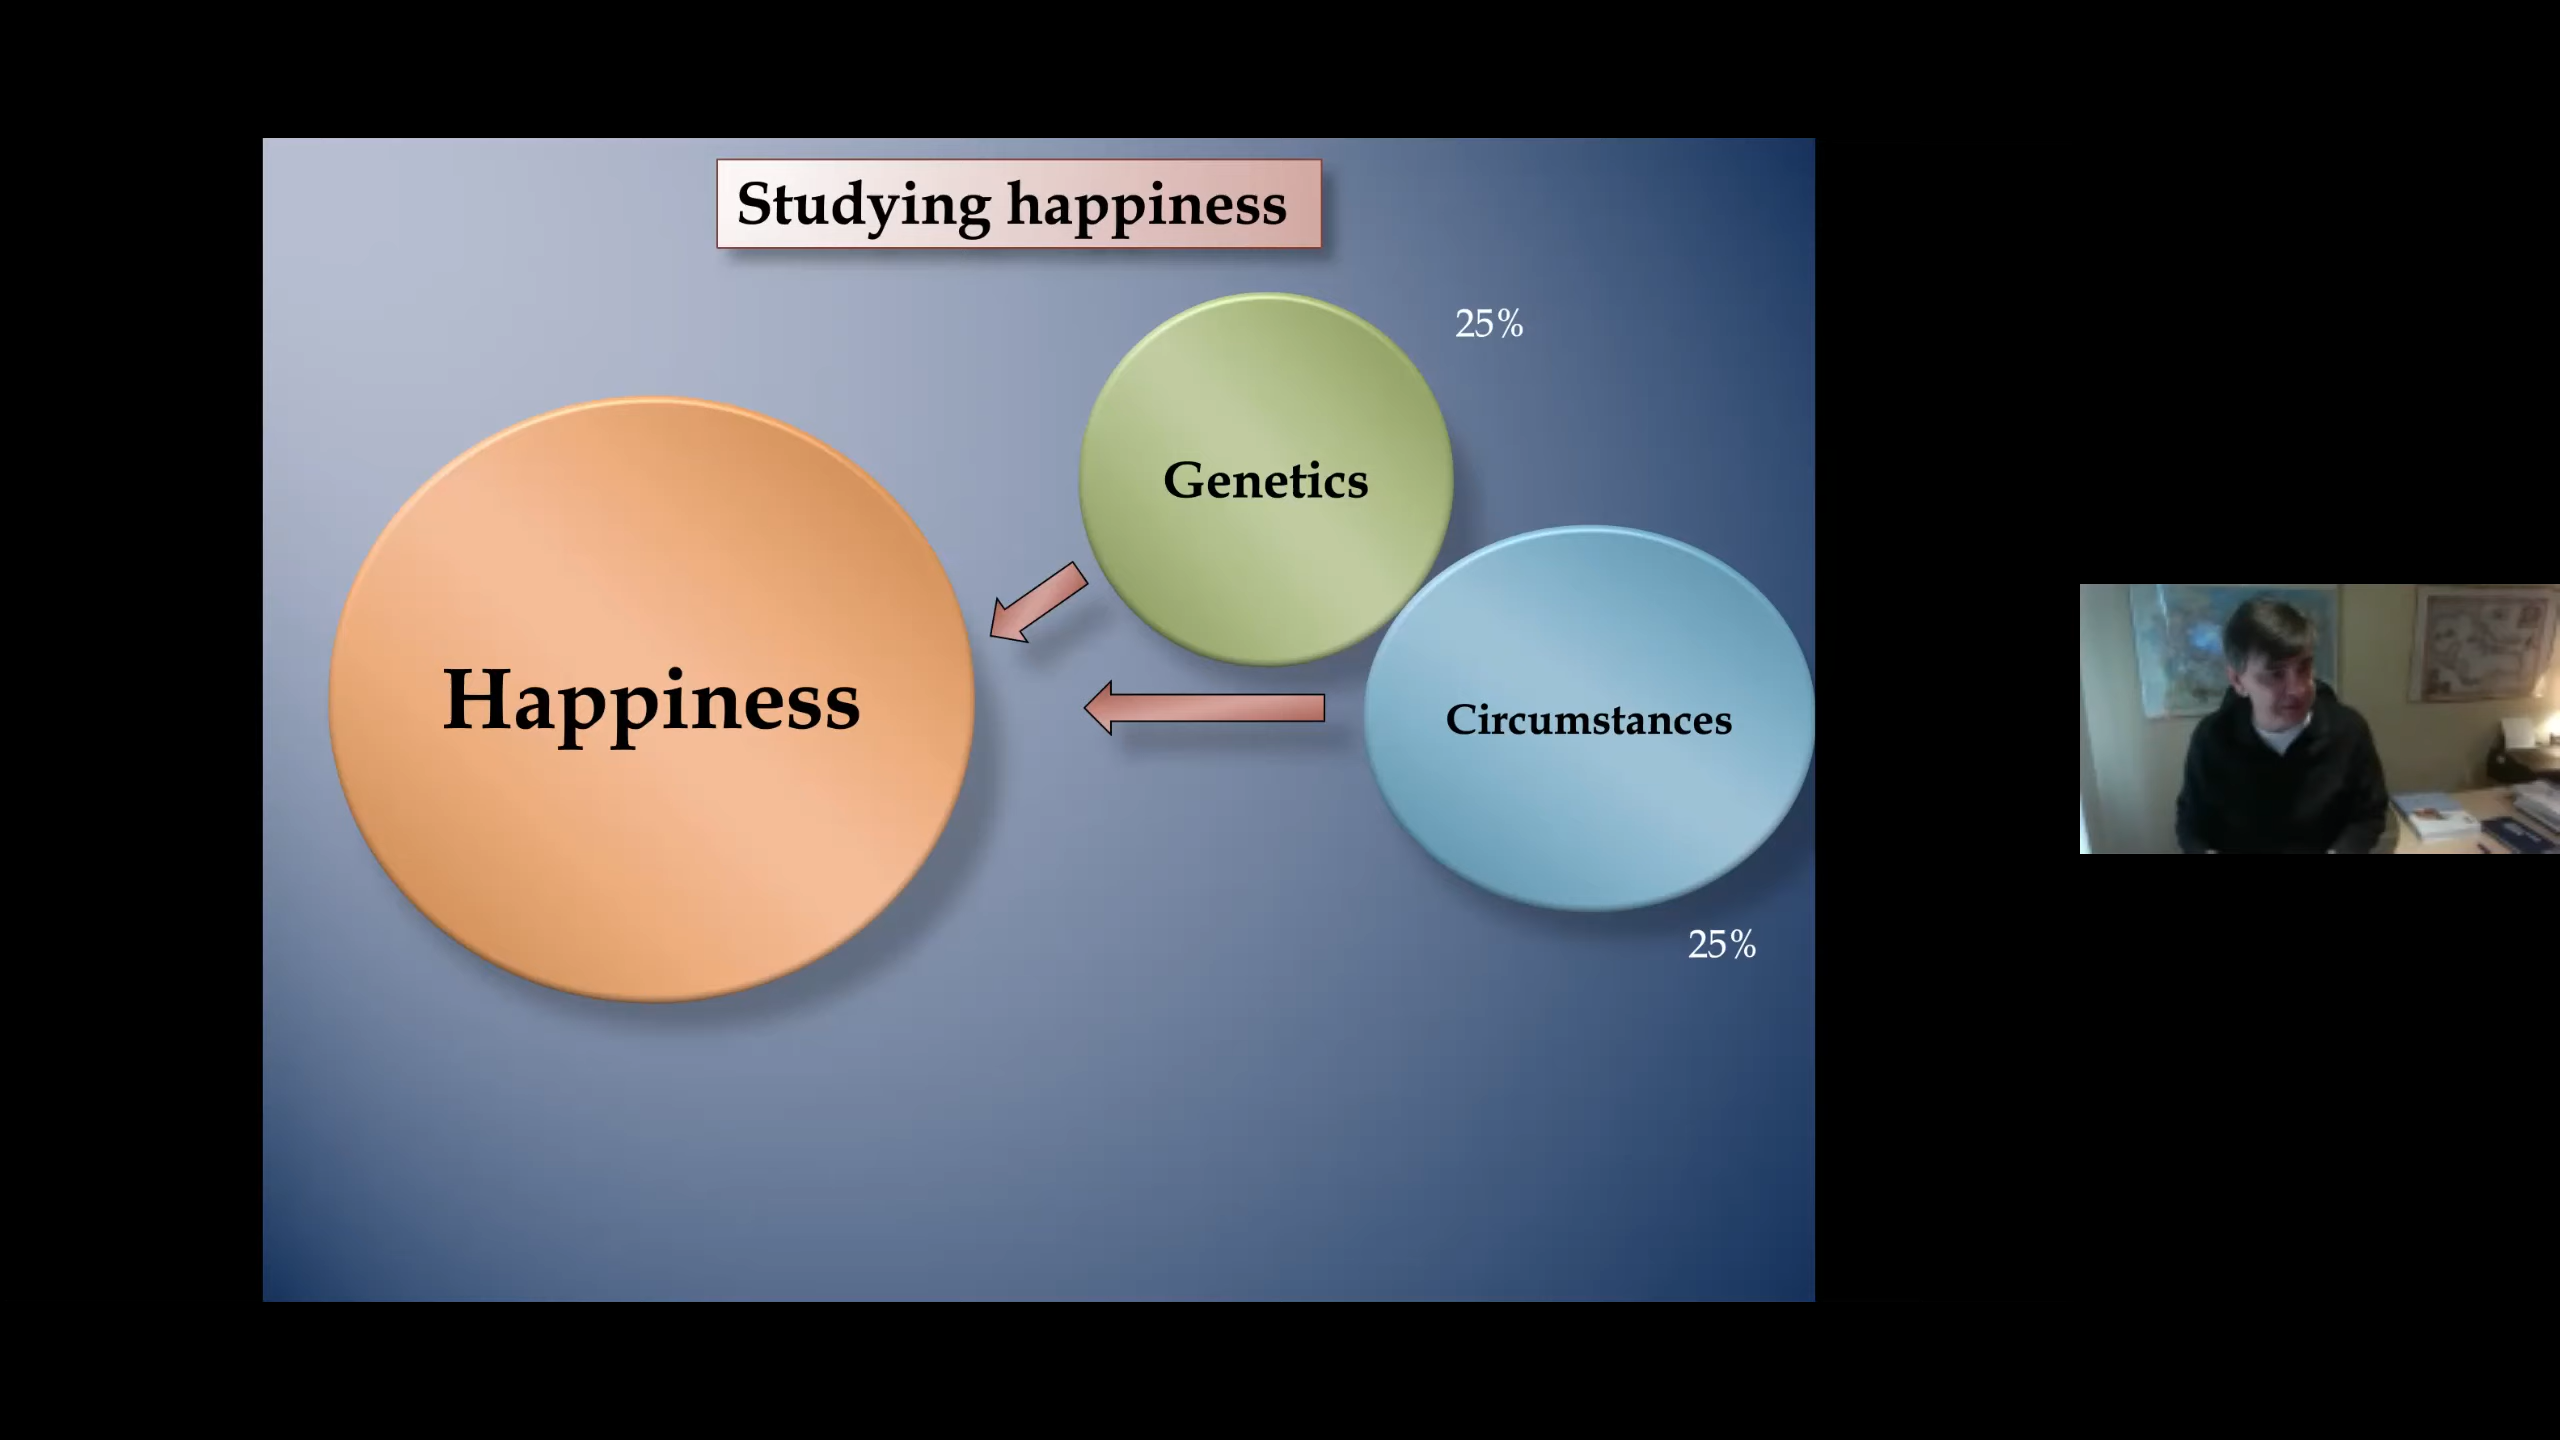 Studying happiness
25%
Genetics
Happiness
Circumstances
25%